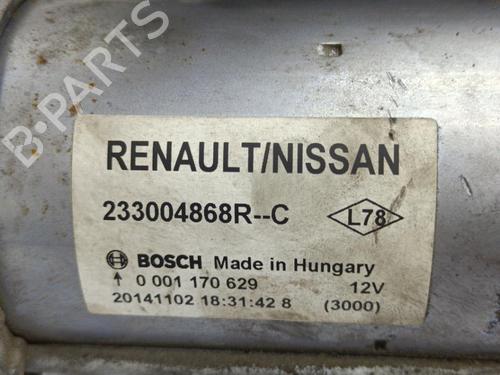 B-PARTS
RENAULT/NISSAN
233004868R--C L78
BOSCH Made in Hungary
0 001 170 629 12V
20141102 18:31:42 8 (3000)